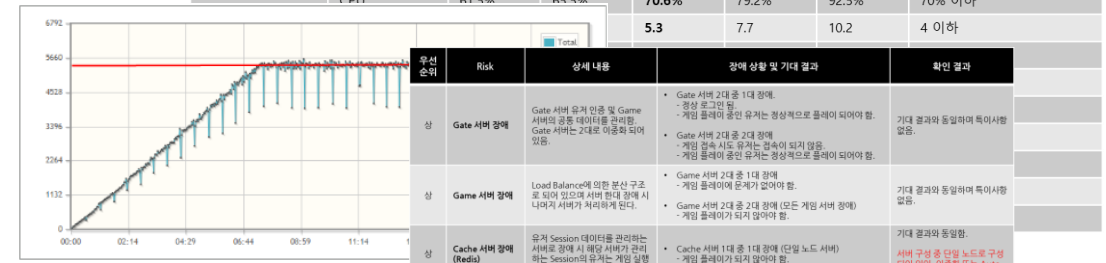 70.6% 79.2% 92.5% 70% 이하
5.3 7.7 10.2 4 이하
6792
5660
4528
3396
2264
1132
0
00:00 02:14 04:29 06:44 08:59 11:14
Total
우선
순위
Risk
상세 내용
장애 상황 및 기대 결과
확인 결과
상
Gate 서버 장애
Gate 서버 유저 인증 및 Game
서버의 공통 데이터를 관리함.
Gate 서버는 2대로 이중화 되어
있음.
• Gate 서버 2대 중 1대 장애.
- 정상 로그인 됨.
- 게임 플레이 중인 유저는 정상적으로 플레이 되어야 함.
• Gate 서버 2대 중 2대 장애
- 게임 접속 시도 유저는 접속이 되지 않음.
- 게임 플레이 중인 유저는 정상적으로 플레이 되어야 함.
기대 결과와 동일하며 특이사항
없음.
상
Game 서버 장애
Load Balance에 의한 분산 구조
로 되어 있으며 서버 한대 장애 시
나머지 서버가 처리하게 된다.
• Game 서버 2대 중 1대 장애
- 게임 플레이에 문제가 없어야 함.
• Game 서버 2대 중 2대 장애 (모든 게임 서버 장애)
- 게임 플레이가 되지 않아야 함.
기대 결과와 동일하며 특이사항
없음.
상
Cache 서버 장애
(Redis)
유저 Session 데이터를 관리하는
서버로 장애 시 해당 서버가 관리
하는 Session의 유저는 게임 실행
• Cache 서버 1대 중 1대 장애 (단일 노드 서버)
- 게임 플레이가 되지 않아야 함.
기대 결과와 동일함.
서버 구성 중 단일 노드로 구성